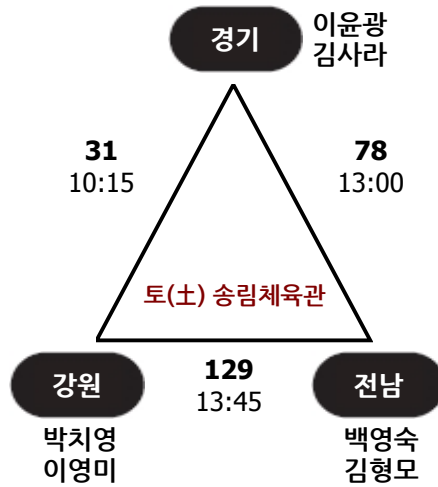 경기
이윤광
김사라
31
10:15
78
13:00
토(土) 송림체육관
강원
129
13:45
전남
박치영
이영미
백영숙
김형모